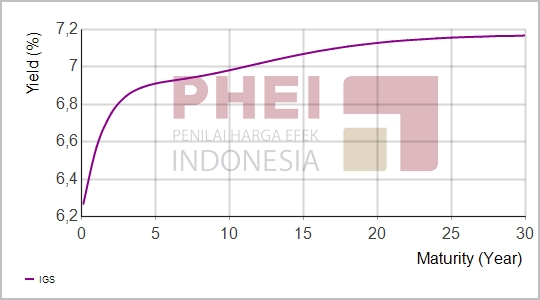 7,2
7
6,8
6,6
6,4
6,2
Yield (%)
PHEI
PENILAI HARGA EFEK
INDONESIA
0 5 10 15 20 25 30
Maturity (Year)
IGS